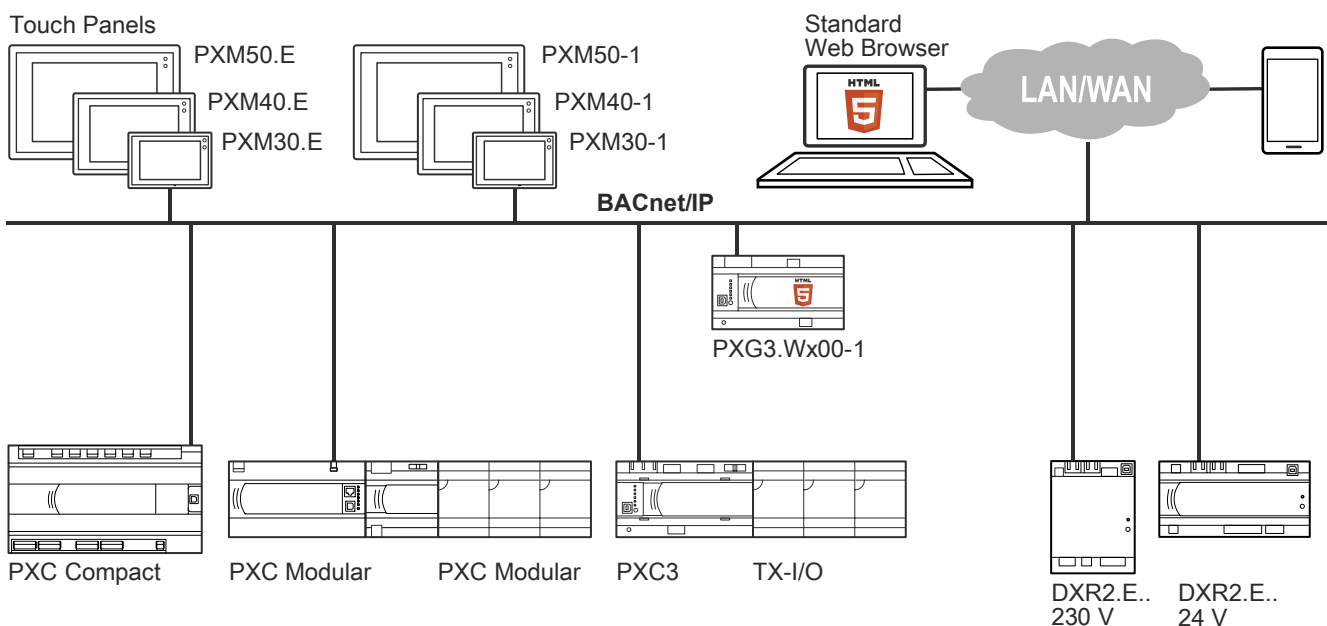 Touch Panels
PXM50.E
PXM40.E
PXM30.E
PXM50-1
PXM40-1
PXM30-1
Standard
Web Browser
HTML
5
LAN/WAN
BACnet/IP
HTML
5
PXG3.Wx00-1
PXC Compact
PXC Modular
PXC Modular
PXC3
TX-I/O
DXR2.E..
230 V
DXR2.E..
24 V